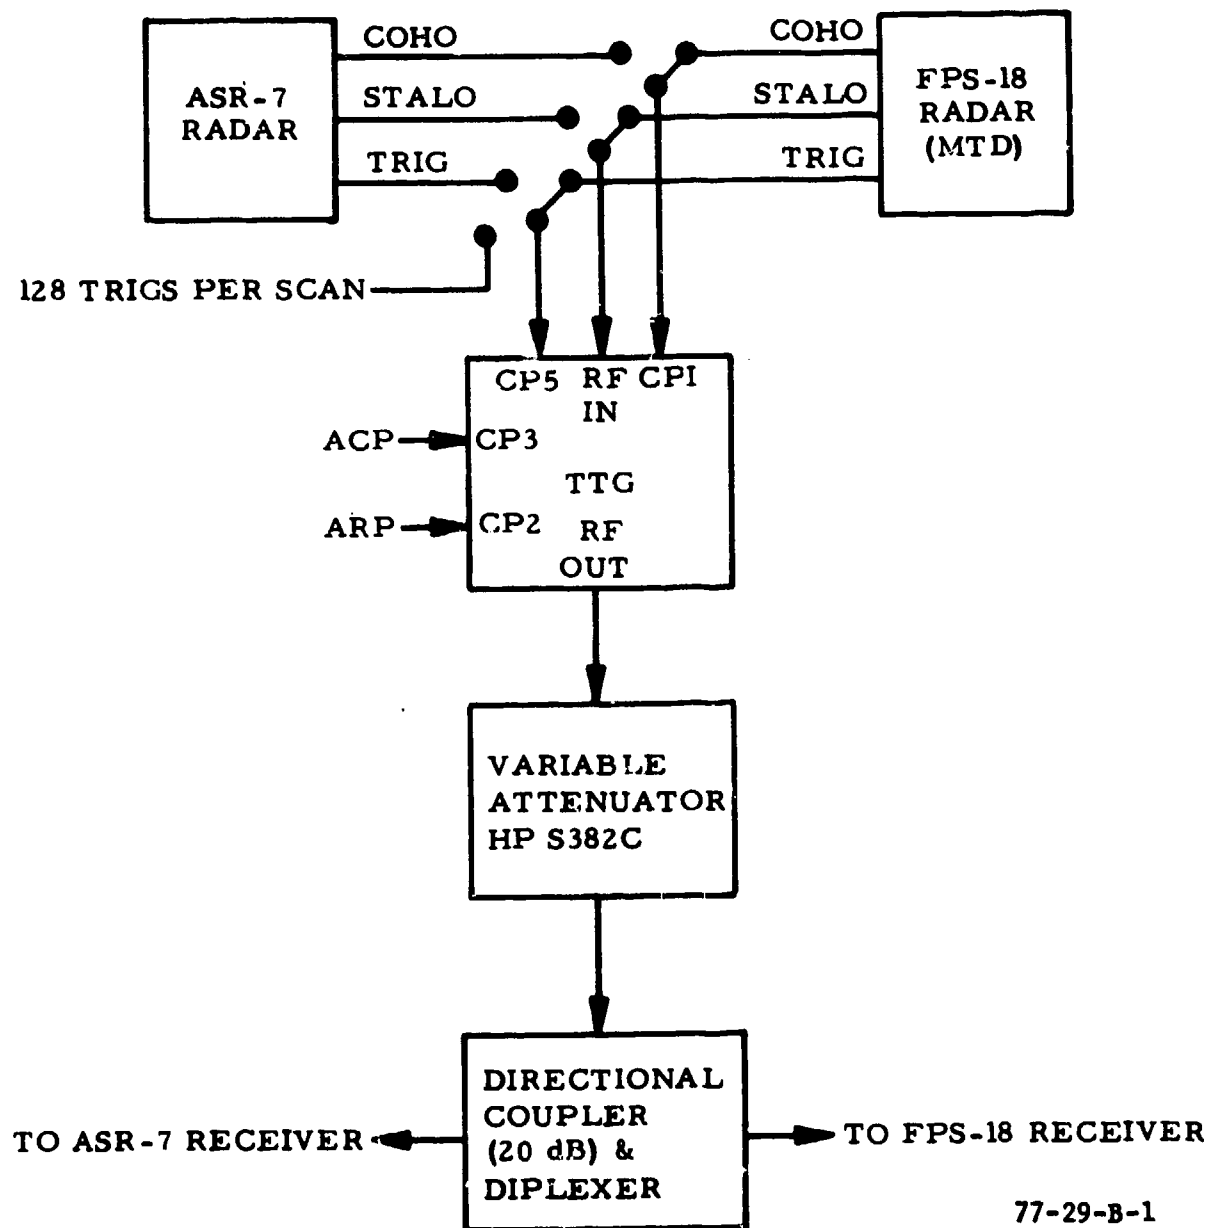 COHO
COHO
ASR-7
RADAR
STALO
STALO
FPS-18
RADAR
(MTD)
TRIG
TRIG
128 TRIGS PER SCAN
CP5 RF CP1
IN
ACP
CP3
TTG
ARP
CP2
RF
OUT
VARIABLE
ATTENUATOR
HP S382C
DIRECTIONAL
COUPLER
(20 dB) &
DIPLEXER
TO ASR-7 RECEIVER
TO FPS-18 RECEIVER
77-29-B-1